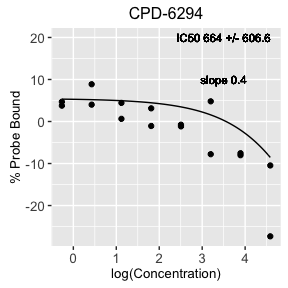 CPD-6294
IC50 664 +/- 606.6
slope 0.4
% Probe Bound
20
10
0
-10
-20
0 1 2 3 4
log(Concentration)